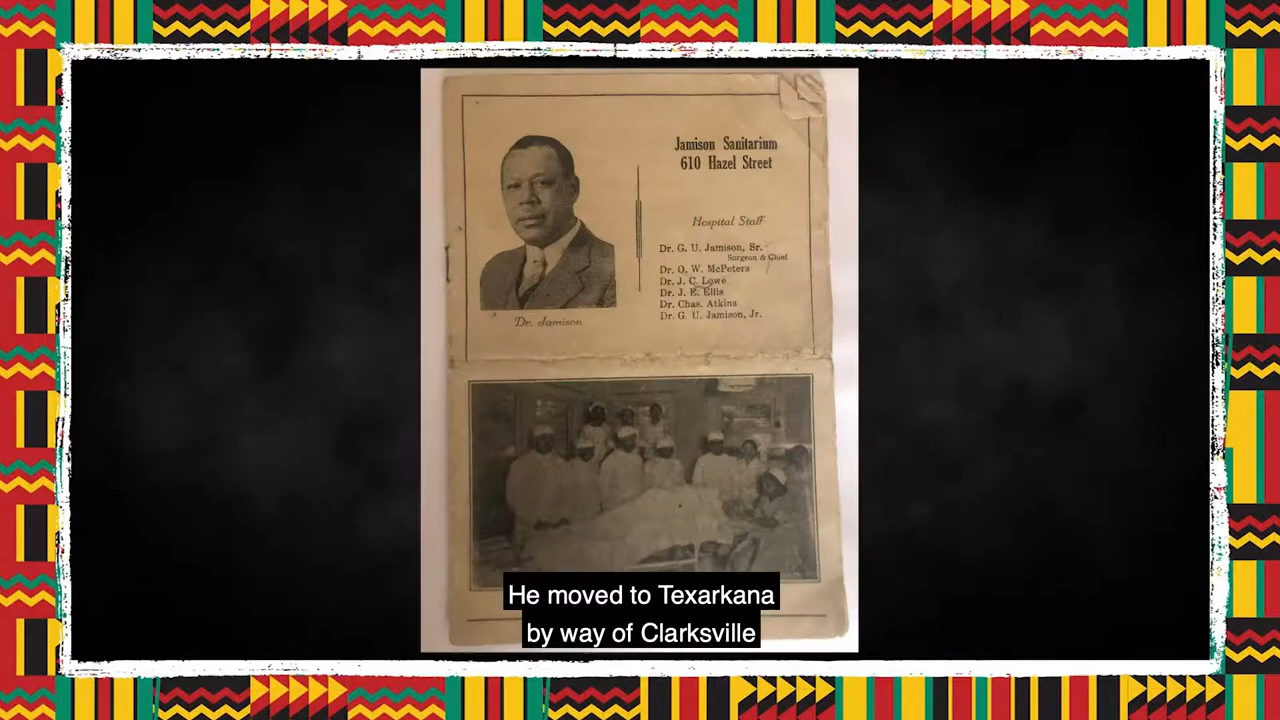 Jamison Sanitarium
610 Hazel Street
Hospital Staff
Dr. G. U. Jamison, Sr.
Surgeon & Chief
Dr. O. W. McPeters
Dr. J. C. Lowe
Dr. J. E. Ellis
Dr. Chas. Atkins
Dr. G. U. Jamison, Jr.
Dr. Jamison
He moved to Texarkana
by way of Clarksville